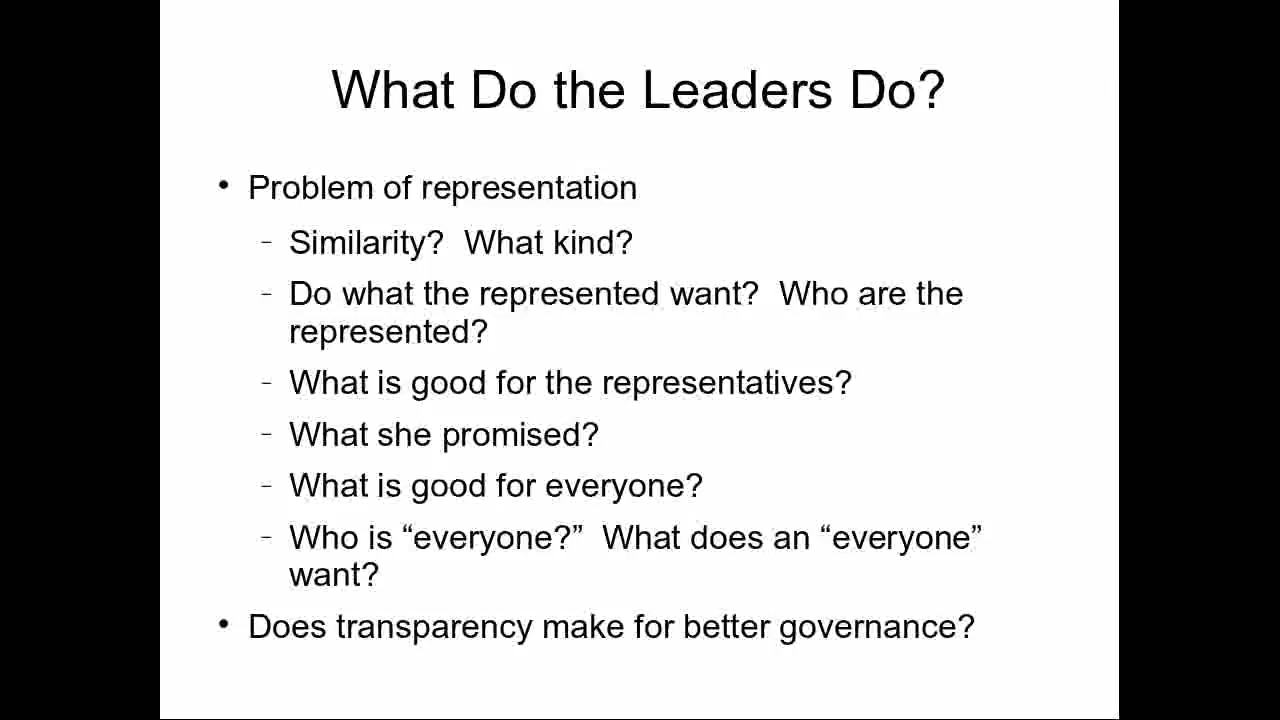 What Do the Leaders Do?
• Problem of representation
– Similarity?  What kind?
– Do what the represented want?  Who are the
represented?
– What is good for the representatives?
– What she promised?
– What is good for everyone?
– Who is “everyone?”  What does an “everyone”
want?
• Does transparency make for better governance?